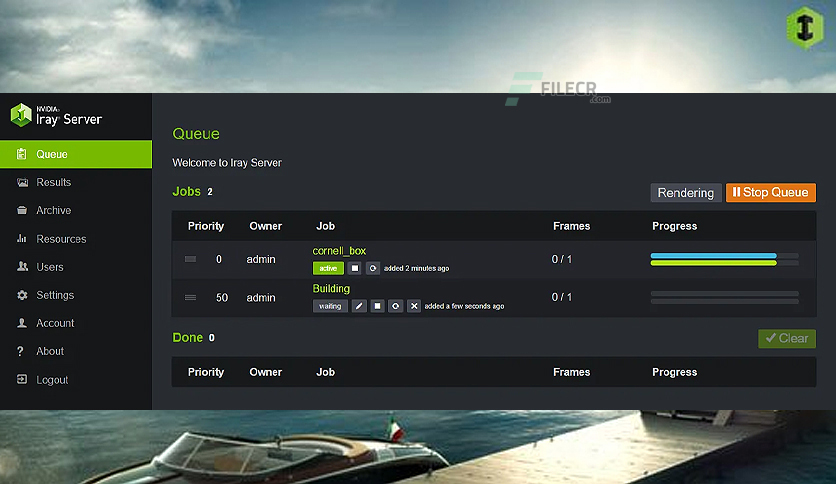 FILECR
.com
NVIDIA®
Iray® Server
Queue
Results
Archive
Resources
Users
Settings
Account
About
Logout
Queue
Welcome to Iray Server
Jobs 2
Rendering
Stop Queue
Priority Owner Job Frames Progress
0 admin cornell_box 0 / 1
active added 2 minutes ago
50 admin Building 0 / 1
waiting added a few seconds ago
Done 0
Clear
Priority Owner Job Frames Progress